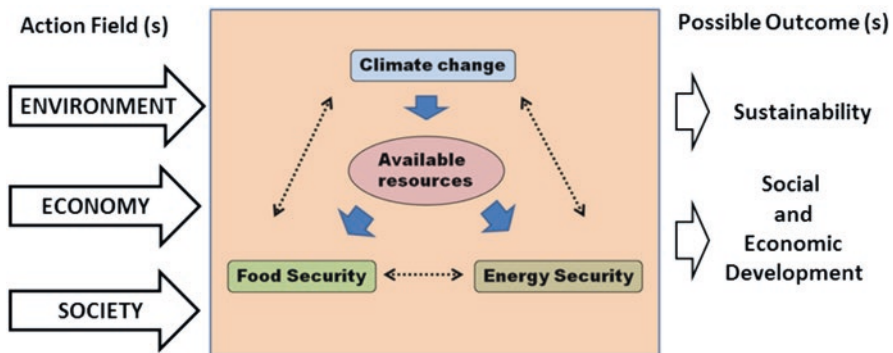 Action Field (s)
ENVIRONMENT
ECONOMY
SOCIETY
Climate change
Available
resources
Food Security
Energy Security
Possible Outcome (s)
Sustainability
Social
and
Economic
Development